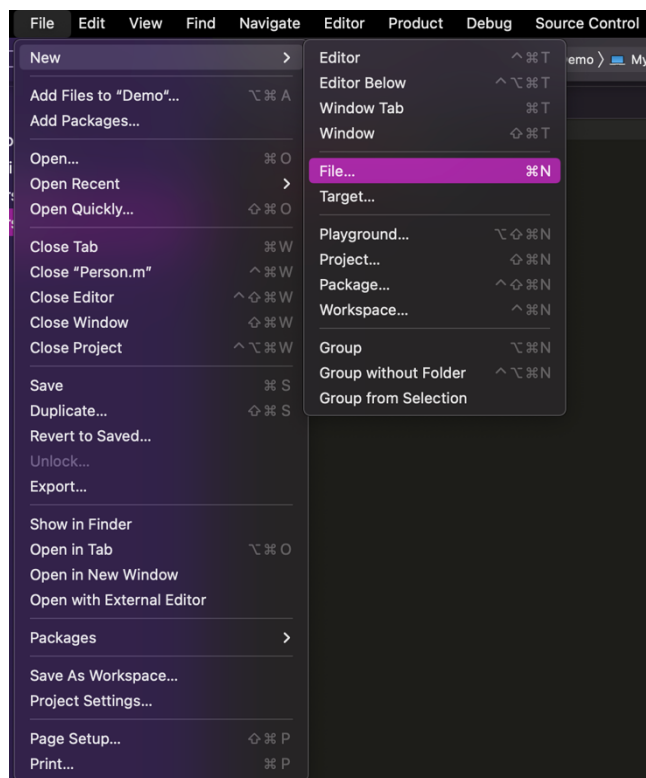 File Edit View Find Navigate Editor Product Debug Source Control
New >
Add Files to “Demo”... ⌥⌘A
Add Packages...
Open... ⌘O
Open Recent >
Open Quickly... ⇧⌘O
Close Tab ⌘W
Close “Person.m” ^⌘W
Close Editor ^⇧⌘W
Close Window ⇧⌘W
Close Project ^⌥⌘W
Save ⌘S
Duplicate... ⇧⌘S
Revert to Saved...
Unlock...
Export...
Show in Finder
Open in Tab ⌥⌘O
Open in New Window
Open with External Editor
Packages >
Save As Workspace...
Project Settings...
Page Setup... ⇧⌘P
Print... ⌘P
Editor ^⌘T
Editor Below ^⌥⌘T
Window Tab ⌘T
Window ⇧⌘T
File... ⌘N
Target...
Playground... ⌥⇧⌘N
Project... ⇧⌘N
Package... ^⇧⌘N
Workspace... ^⌘N
Group ⌥⌘N
Group without Folder ^⌥⌘N
Group from Selection
emo 〉 My